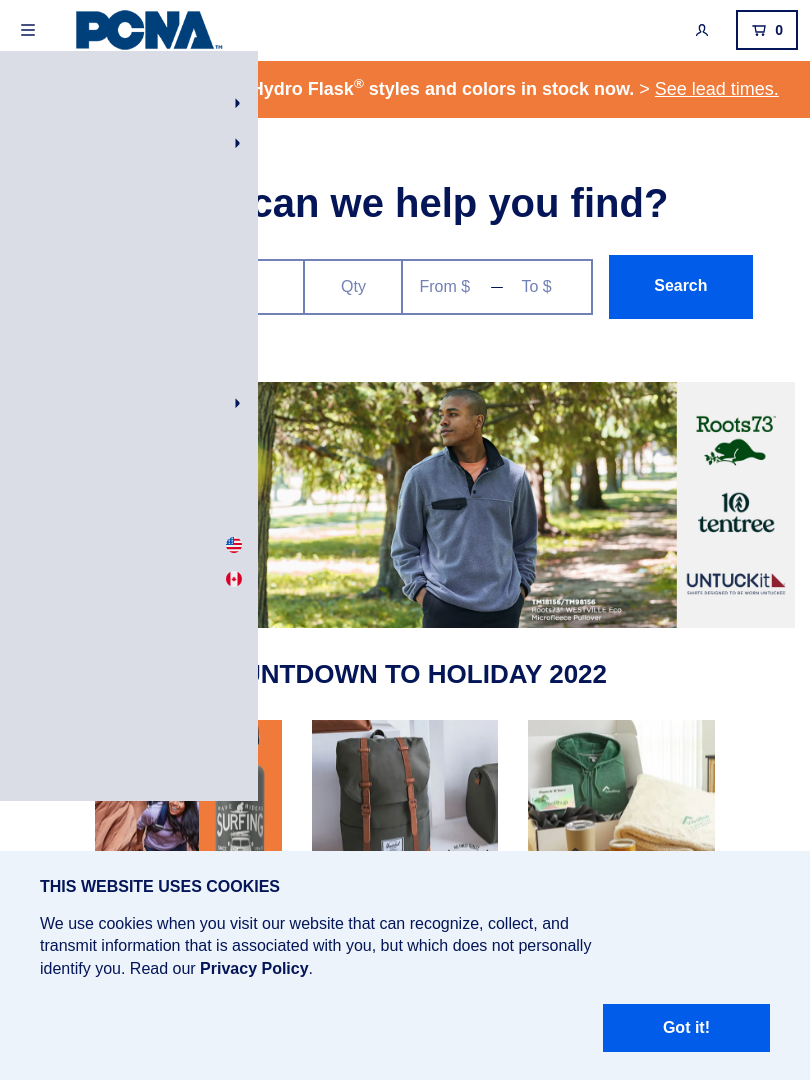 PCNA™
0
Hydro Flask® styles and colors in stock now. > See lead times.
can we help you find?
Qty
From $ — To $
Search
Roots73
tentree
UNTUCKit
SHIRTS DESIGNED TO BE WORN UNTUCKED
TM18156/TM98156
Roots73® WESTVILLE Eco
Microfleece Pullover
UNTDOWN TO HOLIDAY 2022
SURFING
THIS WEBSITE USES COOKIES
We use cookies when you visit our website that can recognize, collect, and
transmit information that is associated with you, but which does not personally
identify you. Read our Privacy Policy.
Got it!